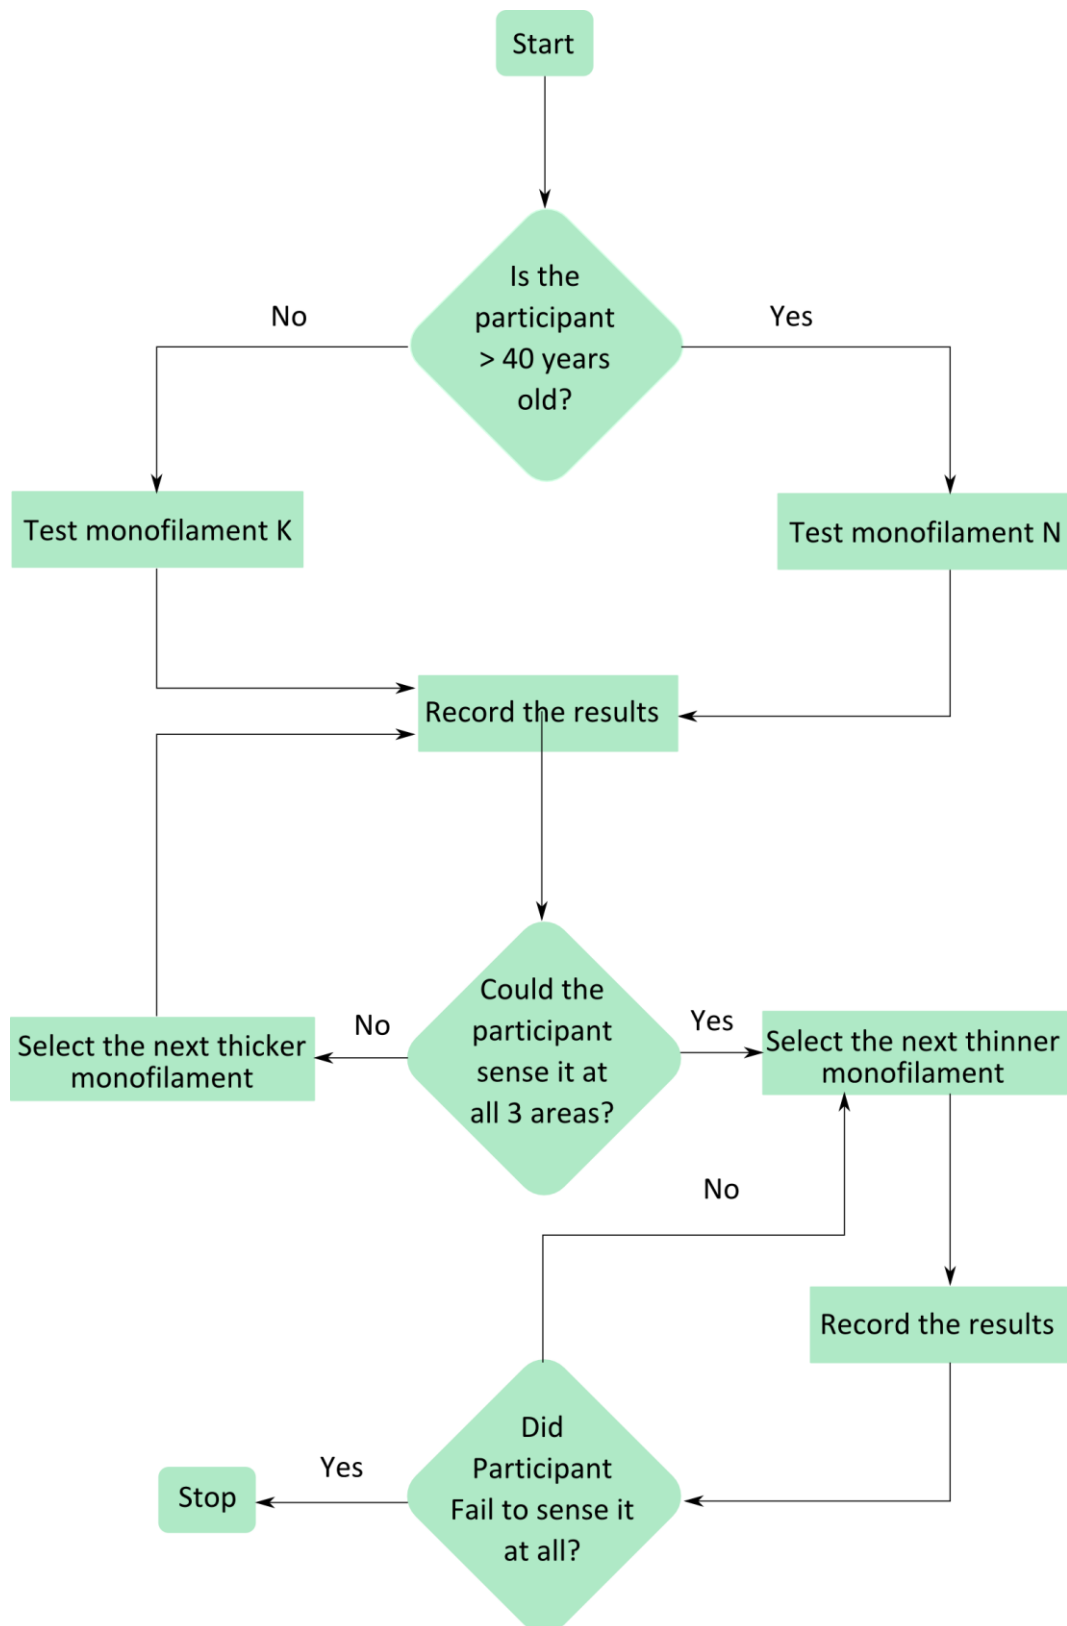 Start
Is the
participant
> 40 years
old?
No
Yes
Test monofilament K
Test monofilament N
Record the results
Could the
participant
sense it at
all 3 areas?
No
Yes
Select the next thicker
monofilament
Select the next thinner
monofilament
No
Record the results
Did
Participant
Fail to sense it
at all?
Yes
Stop